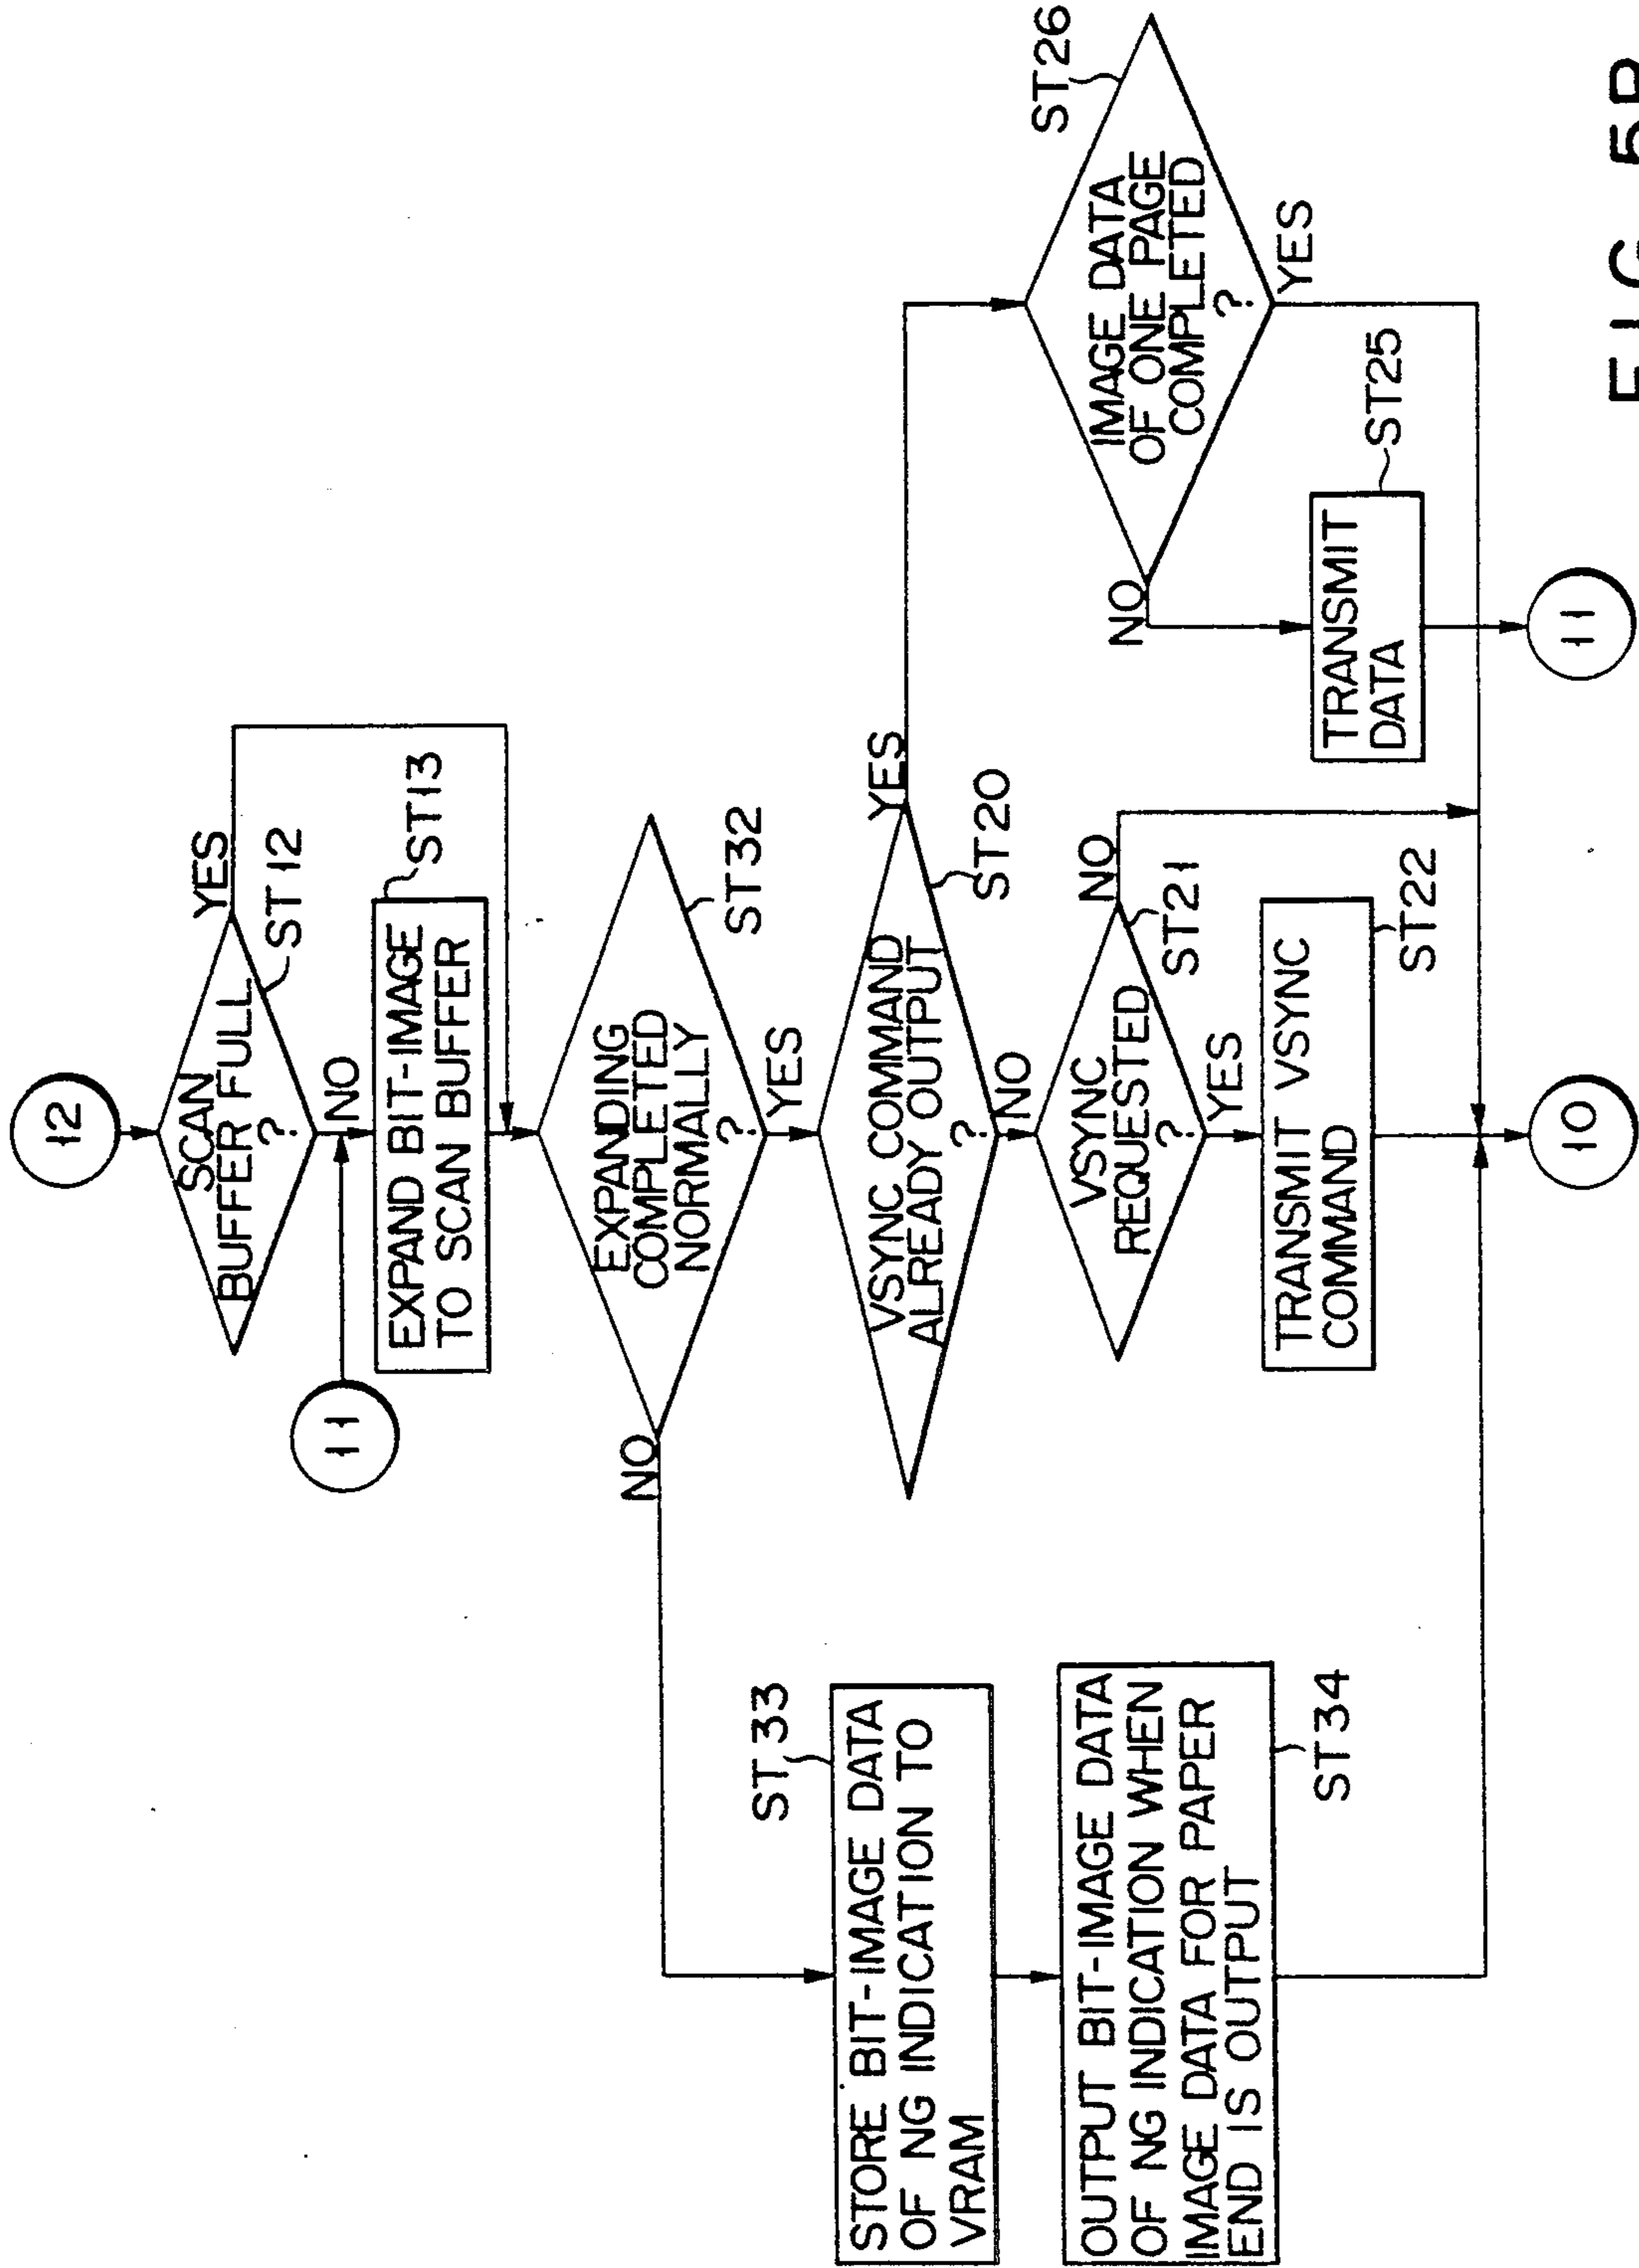 12
SCAN
BUFFER FULL
?
YES
ST12
NO
11
EXPAND BIT-IMAGE
TO SCAN BUFFER
ST13
EXPANDING
COMPLETED
NORMALLY
?
ST32
NO
YES
ST33
STORE BIT-IMAGE DATA
OF NG INDICATION TO
VRAM
OUTPUT BIT-IMAGE DATA
OF NG INDICATION WHEN
IMAGE DATA FOR PAPER
END IS OUTPUT
ST34
VSYNC COMMAND
ALREADY OUTPUT
?
YES
ST20
NO
VSYNC
REQUESTED
?
NO
ST21
YES
TRANSMIT VSYNC
COMMAND
ST22
10
ST26
IMAGE DATA
OF ONE PAGE
COMPLETED
?
NO
YES
TRANSMIT
DATA
ST25
11